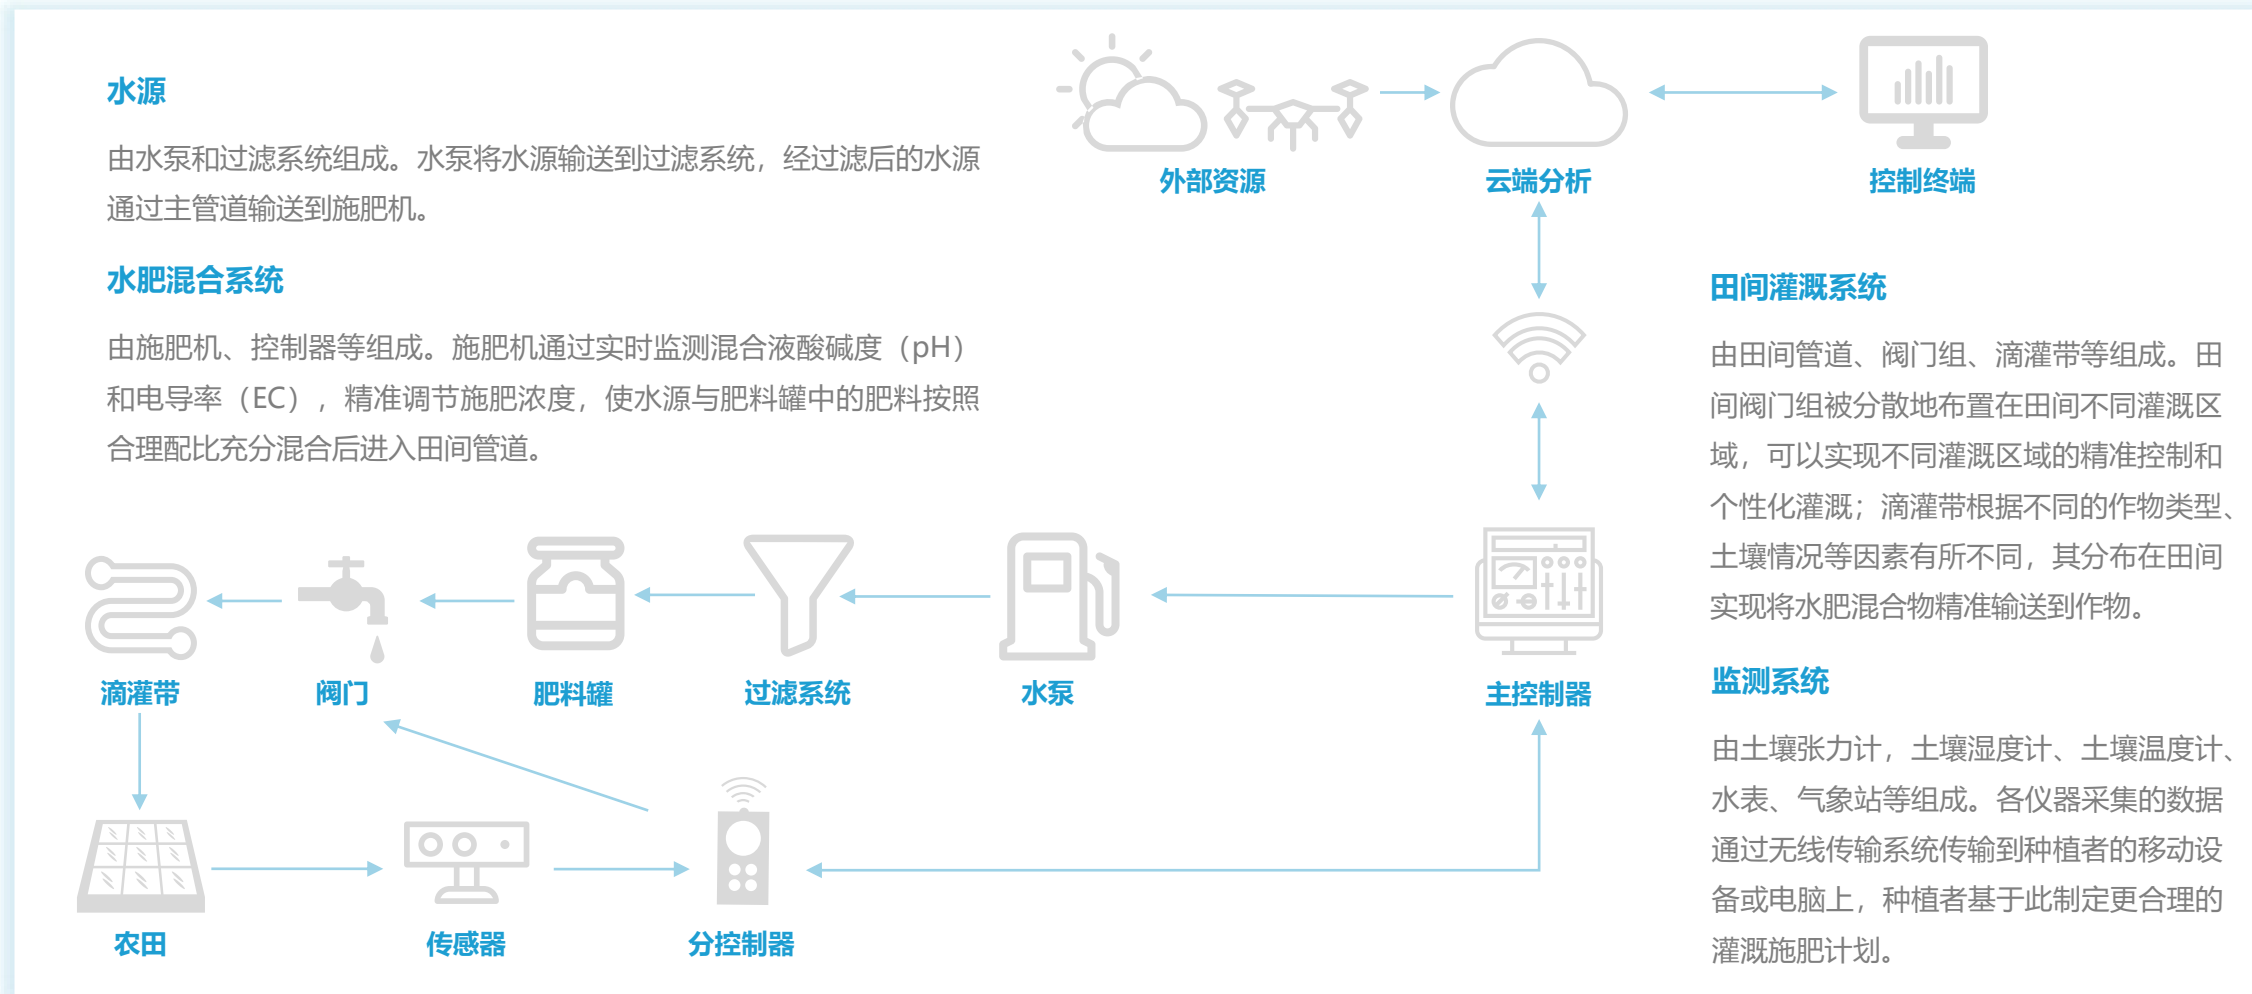 水源
由水泵和过滤系统组成。水泵将水源输送到过滤系统，经过滤后的水源
通过主管道输送到施肥机。
水肥混合系统
由施肥机、控制器等组成。施肥机通过实时监测混合液酸碱度（pH）
和电导率（EC），精准调节施肥浓度，使水源与肥料罐中的肥料按照
合理配比充分混合后进入田间管道。
外部资源
云端分析
控制终端
田间灌溉系统
由田间管道、阀门组、滴灌带等组成。田
间阀门组被分散地布置在田间不同灌溉区
域，可以实现不同灌溉区域的精准控制和
个性化灌溉；滴灌带根据不同的作物类型、
土壤情况等因素有所不同，其分布在田间
实现将水肥混合物精准输送到作物。
滴灌带
阀门
肥料罐
过滤系统
水泵
主控制器
监测系统
由土壤张力计，土壤湿度计、土壤温度计、
水表、气象站等组成。各仪器采集的数据
通过无线传输系统传输到种植者的移动设
备或电脑上，种植者基于此制定更合理的
灌溉施肥计划。
农田
传感器
分控制器